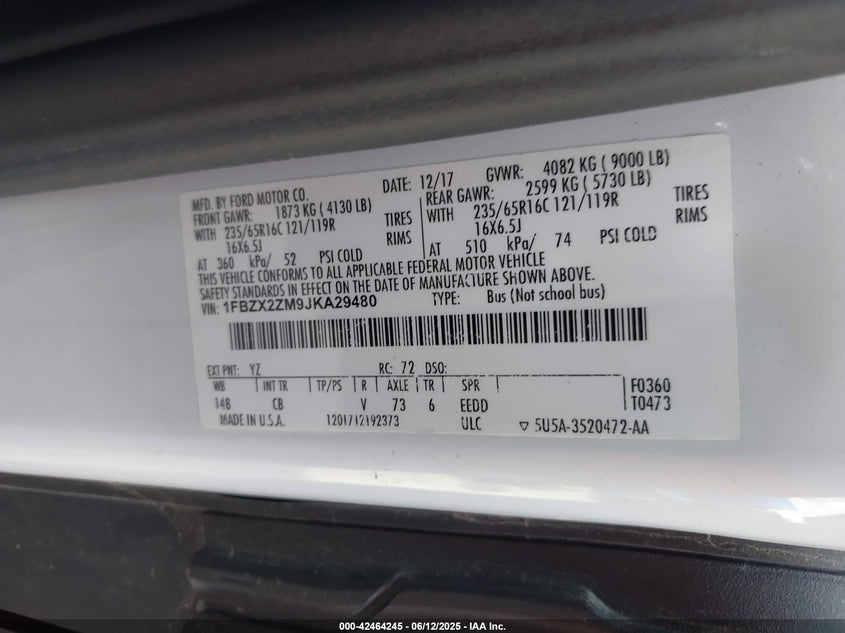 MFD. BY FORD MOTOR CO.
DATE: 12/17
GVWR: 4082 KG ( 9000 LB)
FRONT GAWR: 1873 KG ( 4130 LB)
REAR GAWR: 2599 KG ( 5730 LB)
WITH 235/65R16C 121/119R TIRES
WITH 235/65R16C 121/119R TIRES
16X6.5J RIMS
16X6.5J RIMS
AT 360 kPa/ 52 PSI COLD
AT 510 kPa/ 74 PSI COLD
THIS VEHICLE CONFORMS TO ALL APPLICABLE FEDERAL MOTOR VEHICLE
SAFETY STANDARDS IN EFFECT ON THE DATE OF MANUFACTURE SHOWN ABOVE.
VIN: 1FBZX2ZM9JKA29480
TYPE: Bus (Not school bus)
EXT PNT: YZ RC: 72 DSO:
WB INT TR TP/PS R AXLE TR SPR F0360
14B CB V 73 6 EEDD T0473
MADE IN U.S.A. 1201712192373 ULC ▽ 5U5A-3520472-AA
000-42464245 - 06/12/2025 - IAA Inc.